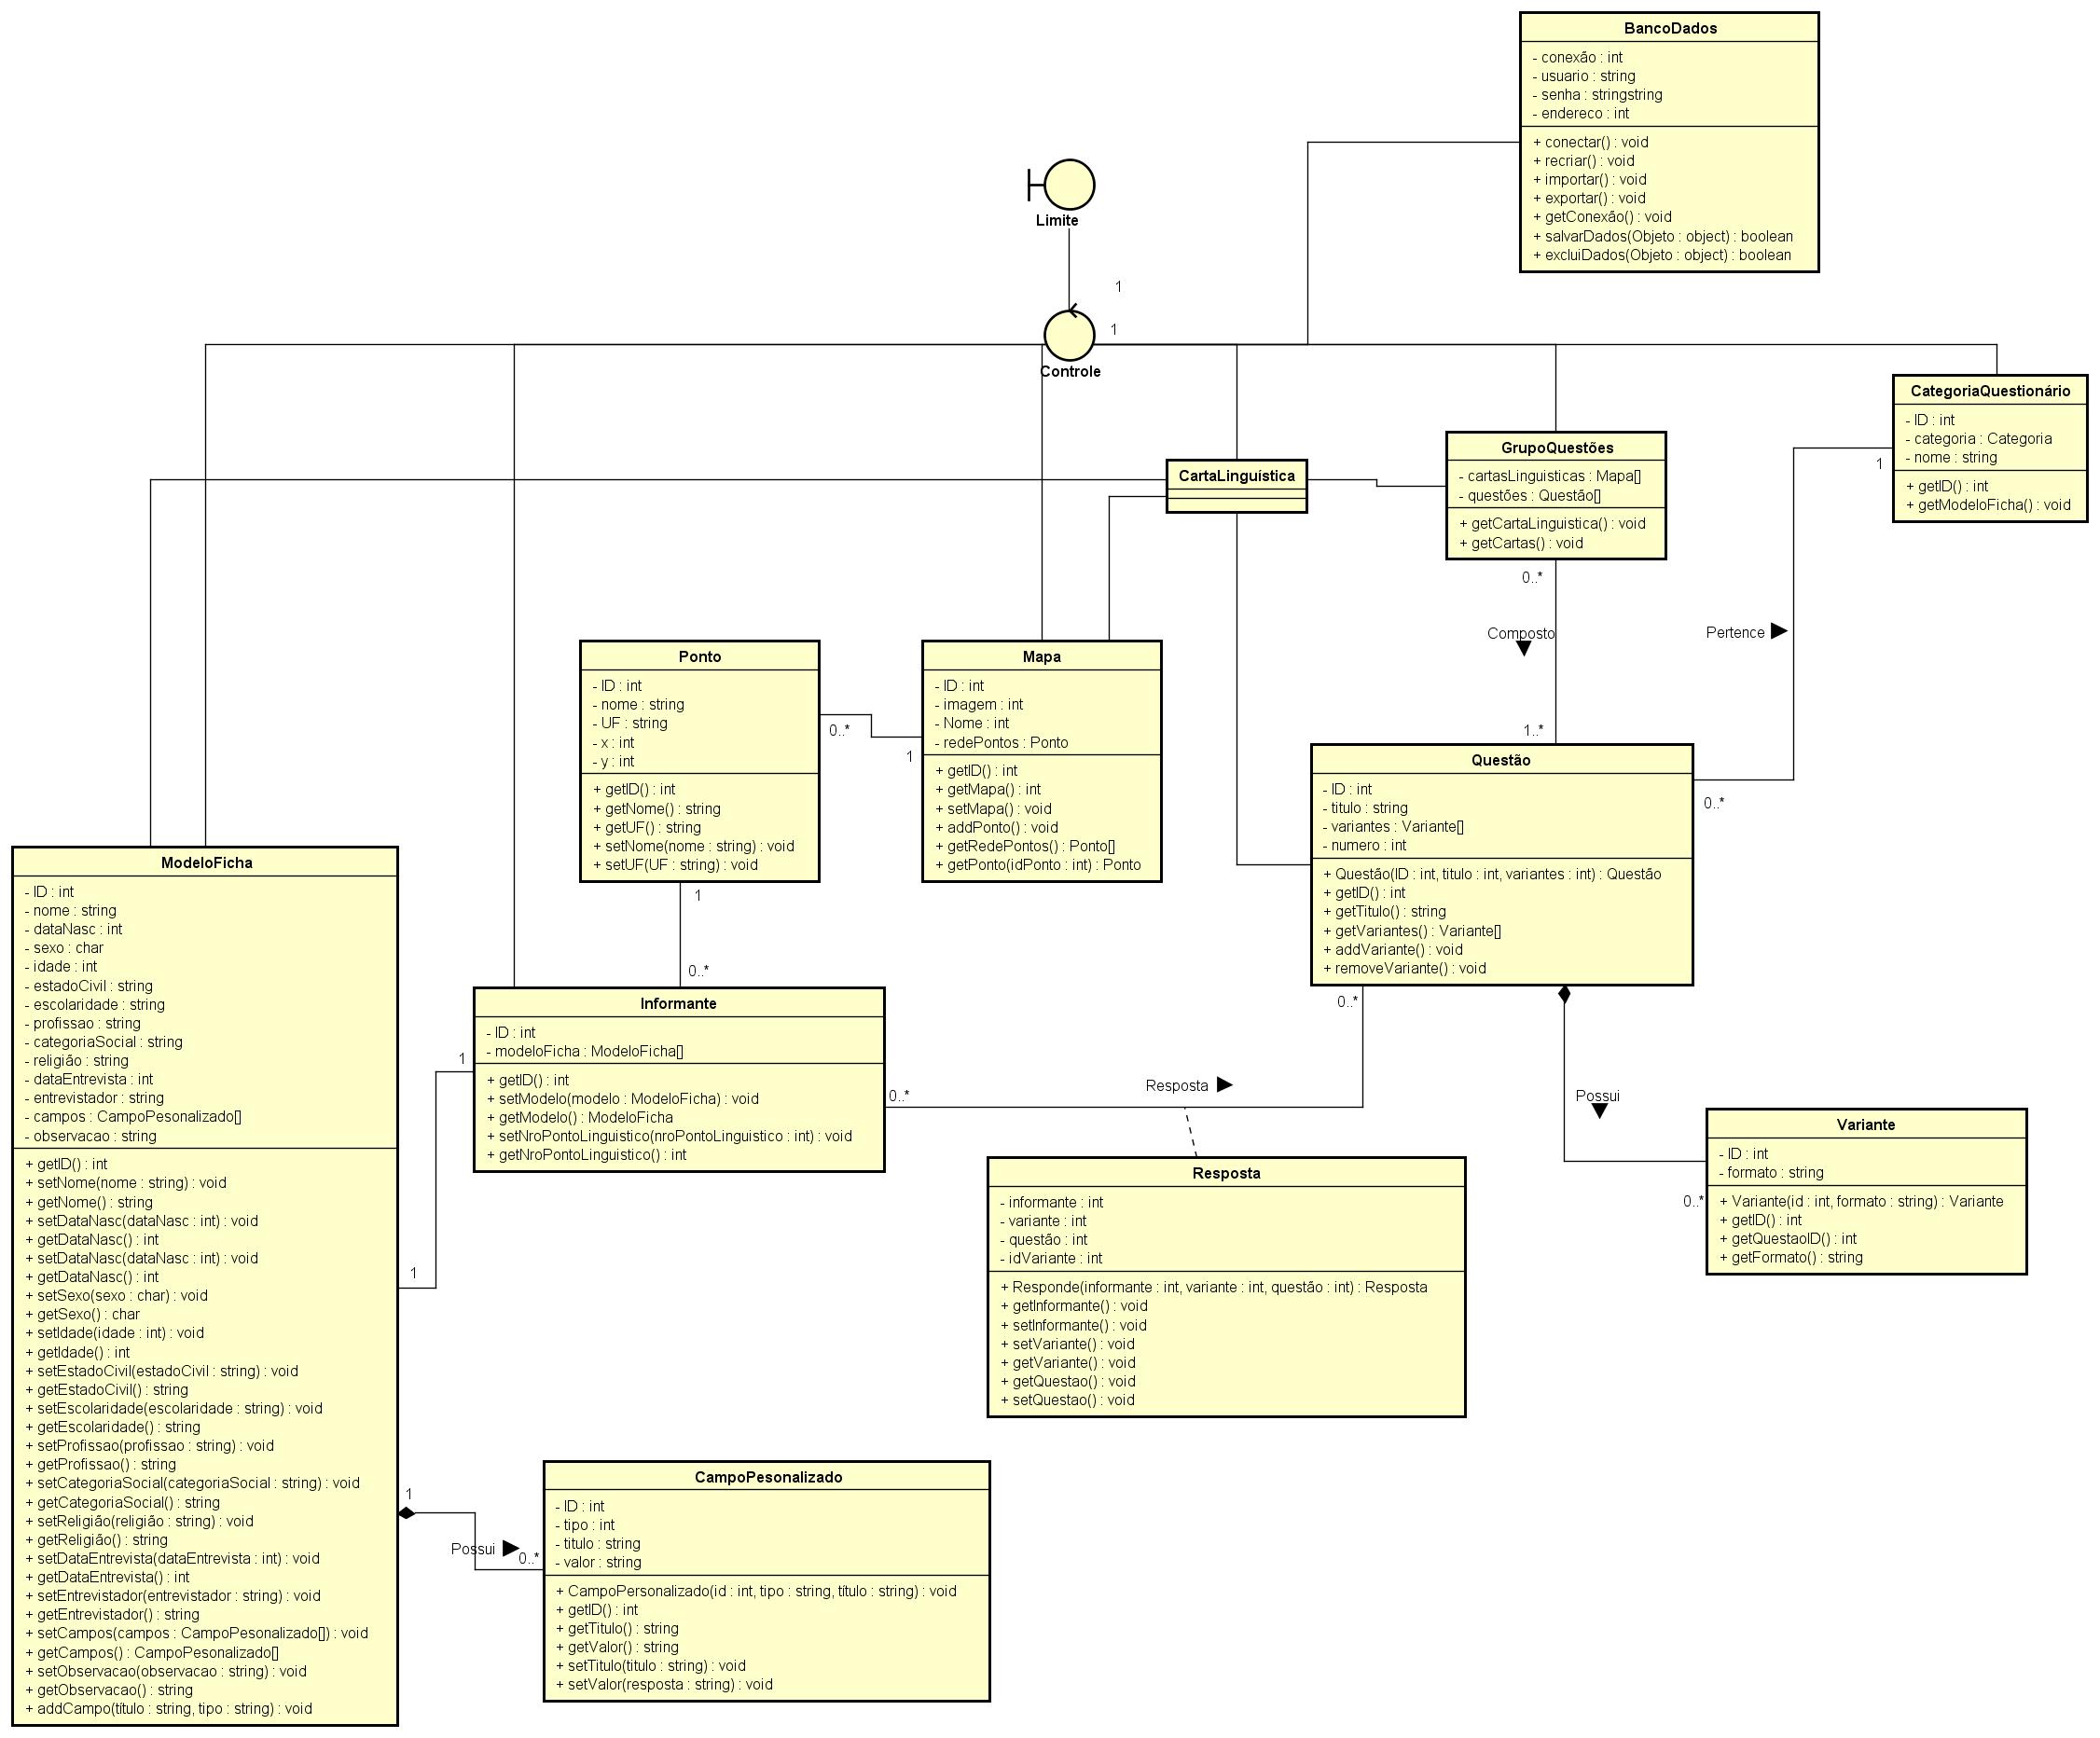 BancoDados
- conexão : int
- usuario : string
- senha : stringstring
- endereco : int
+ conectar() : void
+ recriar() : void
+ importar() : void
+ exportar() : void
+ getConexão() : void
+ salvarDados(Objeto : object) : boolean
+ excluiDados(Objeto : object) : boolean
Limite
1
1
Controle
CategoriaQuestionário
- ID : int
- categoria : Categoria
- nome : string
+ getID() : int
+ getModeloFicha() : void
1
GrupoQuestões
- cartasLinguisticas : Mapa[]
- questões : Questão[]
+ getCartaLinguistica() : void
+ getCartas() : void
CartaLinguística
0..*
Composto
Pertence
1..*
Ponto
- ID : int
- nome : string
- UF : string
- x : int
- y : int
+ getID() : int
+ getNome() : string
+ getUF() : string
+ setNome(nome : string) : void
+ setUF(UF : string) : void
0..*
1
Mapa
- ID : int
- imagem : int
- Nome : int
- redePontos : Ponto
+ getID() : int
+ getMapa() : int
+ setMapa() : void
+ addPonto() : void
+ getRedePontos() : Ponto[]
+ getPonto(idPonto : int) : Ponto
Questão
- ID : int
- titulo : string
- variantes : Variante[]
- numero : int
+ Questão(ID : int, titulo : int, variantes : int) : Questão
+ getID() : int
+ getTitulo() : string
+ getVariantes() : Variante[]
+ addVariante() : void
+ removeVariante() : void
0..*
ModeloFicha
- ID : int
- nome : string
- dataNasc : int
- sexo : char
- idade : int
- estadoCivil : string
- escolaridade : string
- profissao : string
- categoriaSocial : string
- religião : string
- dataEntrevista : int
- entrevistador : string
- campos : CampoPesonalizado[]
- observacao : string
+ getID() : int
+ setNome(nome : string) : void
+ getNome() : string
+ setDataNasc(dataNasc : int) : void
+ getDataNasc() : int
+ setDataNasc(dataNasc : int) : void
+ getDataNasc() : int
+ setSexo(sexo : char) : void
+ getSexo() : char
+ setIdade(idade : int) : void
+ getIdade() : int
+ setEstadoCivil(estadoCivil : string) : void
+ getEstadoCivil() : string
+ setEscolaridade(escolaridade : string) : void
+ getEscolaridade() : string
+ setProfissao(profissao : string) : void
+ getProfissao() : string
+ setCategoriaSocial(categoriaSocial : string) : void
+ getCategoriaSocial() : string
+ setReligião(religião : string) : void
+ getReligião() : string
+ setDataEntrevista(dataEntrevista : int) : void
+ getDataEntrevista() : int
+ setEntrevistador(entrevistador : string) : void
+ getEntrevistador() : string
+ setCampos(campos : CampoPesonalizado[]) : void
+ getCampos() : CampoPesonalizado[]
+ setObservacao(observacao : string) : void
+ getObservacao() : string
+ addCampo(título : string, tipo : string) : void
1
0..*
Informante
- ID : int
- modeloFicha : ModeloFicha[]
+ getID() : int
+ setModelo(modelo : ModeloFicha) : void
+ getModelo() : ModeloFicha
+ setNroPontoLinguistico(nroPontoLinguistico : int) : void
+ getNroPontoLinguistico() : int
1
1
0..*
Resposta
0..*
Possui
Variante
- ID : int
- formato : string
+ Variante(id : int, formato : string) : Variante
+ getID() : int
+ getQuestaoID() : int
+ getFormato() : string
0..*
Resposta
- informante : int
- variante : int
- questão : int
- idVariante : int
+ Responde(informante : int, variante : int, questão : int) : Resposta
+ getInformante() : void
+ setInformante() : void
+ setVariante() : void
+ getVariante() : void
+ getQuestao() : void
+ setQuestao() : void
1
Possui
0..*
CampoPesonalizado
- ID : int
- tipo : int
- titulo : string
- valor : string
+ CampoPersonalizado(id : int, tipo : string, título : string) : void
+ getID() : int
+ getTitulo() : string
+ getValor() : string
+ setTitulo(titulo : string) : void
+ setValor(resposta : string) : void